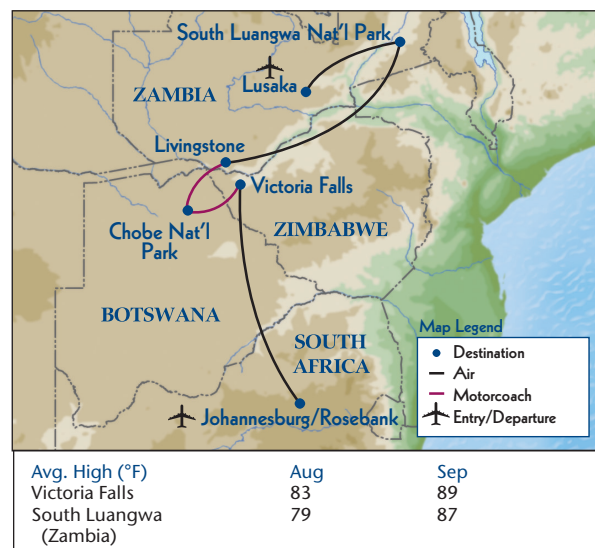 South Luangwa Nat'l Park
Lusaka
ZAMBIA
Livingstone
Victoria Falls
Chobe Nat'l
Park
ZIMBABWE
BOTSWANA
SOUTH
AFRICA
Johannesburg/Rosebank
Map Legend
Destination
Air
Motorcoach
Entry/Departure
Avg. High (°F) Aug Sep
Victoria Falls 83 89
South Luangwa 79 87
(Zambia)